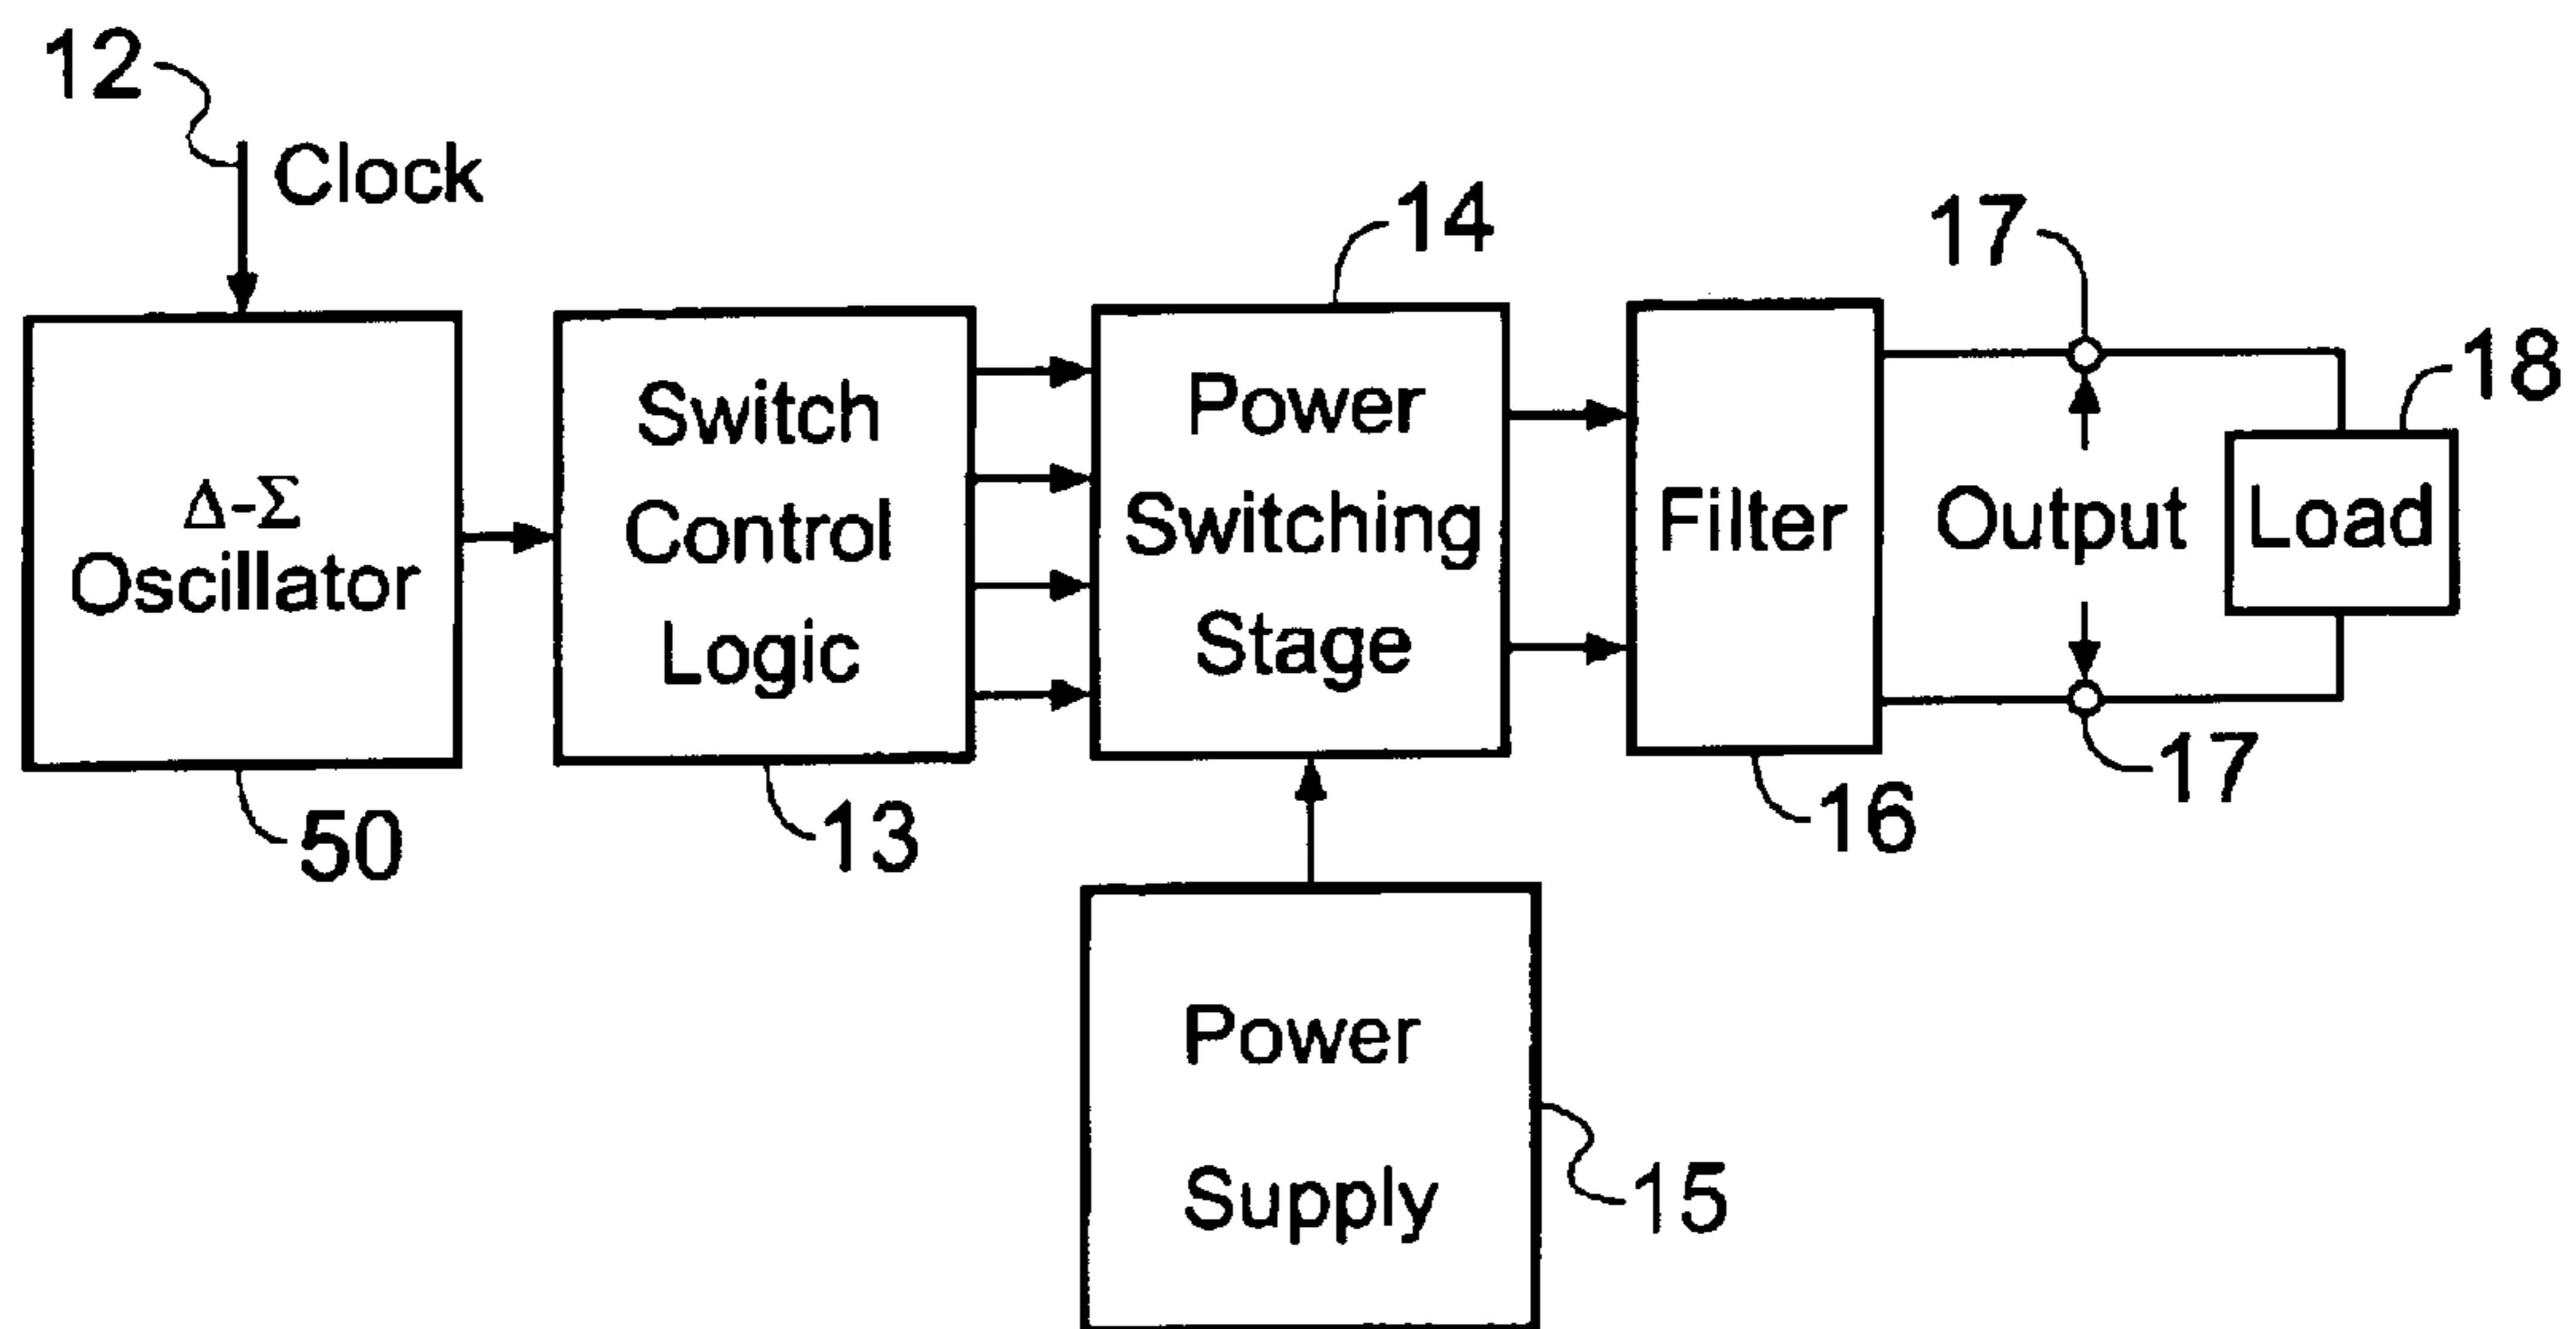 12
Clock
Δ-Σ
Oscillator
50
Switch
Control
Logic
13
14
Power
Switching
Stage
Power
Supply
15
Filter
16
17
Output
17
18
Load